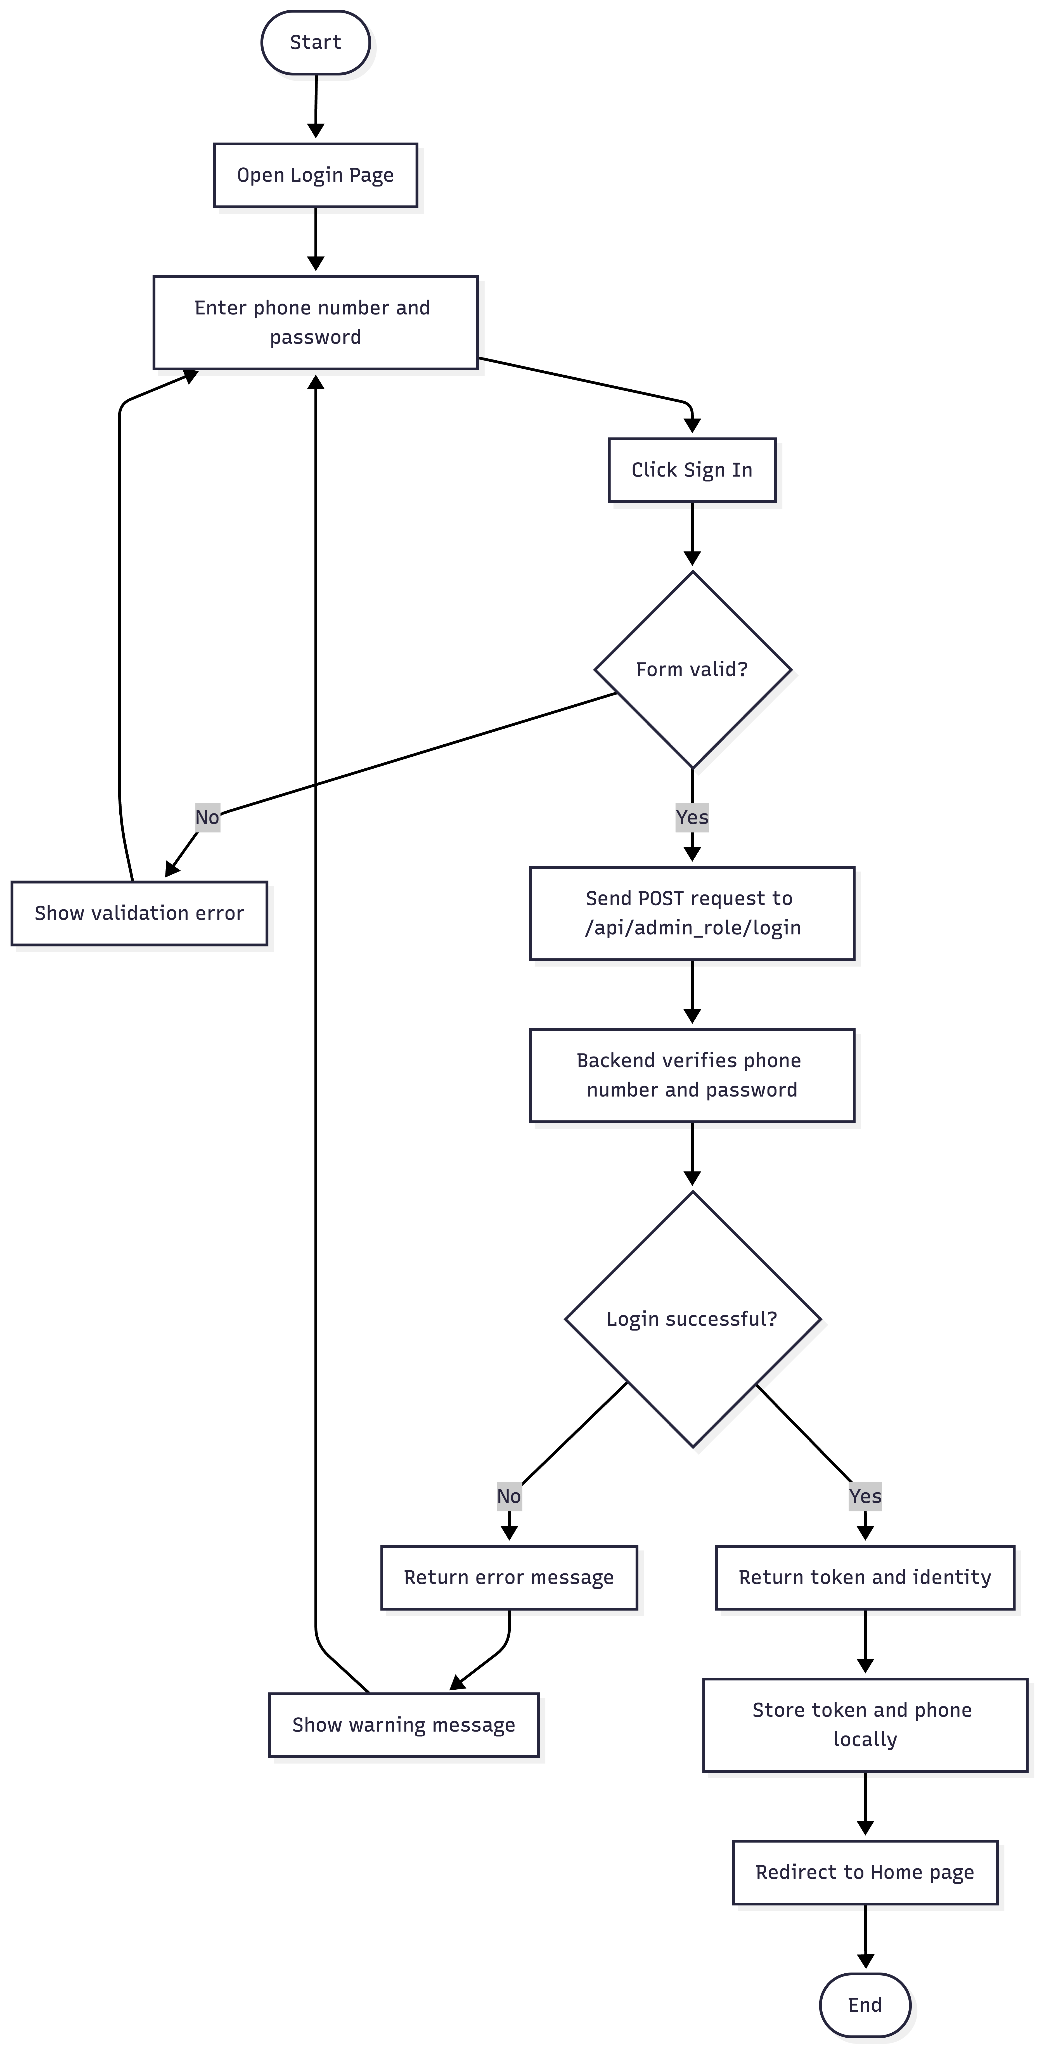 Start
Open Login Page
Enter phone number and
password
Click Sign In
Form valid?
No
Yes
Show validation error
Send POST request to
/api/admin_role/login
Backend verifies phone
number and password
Login successful?
No
Yes
Return error message
Return token and identity
Show warning message
Store token and phone
locally
Redirect to Home page
End